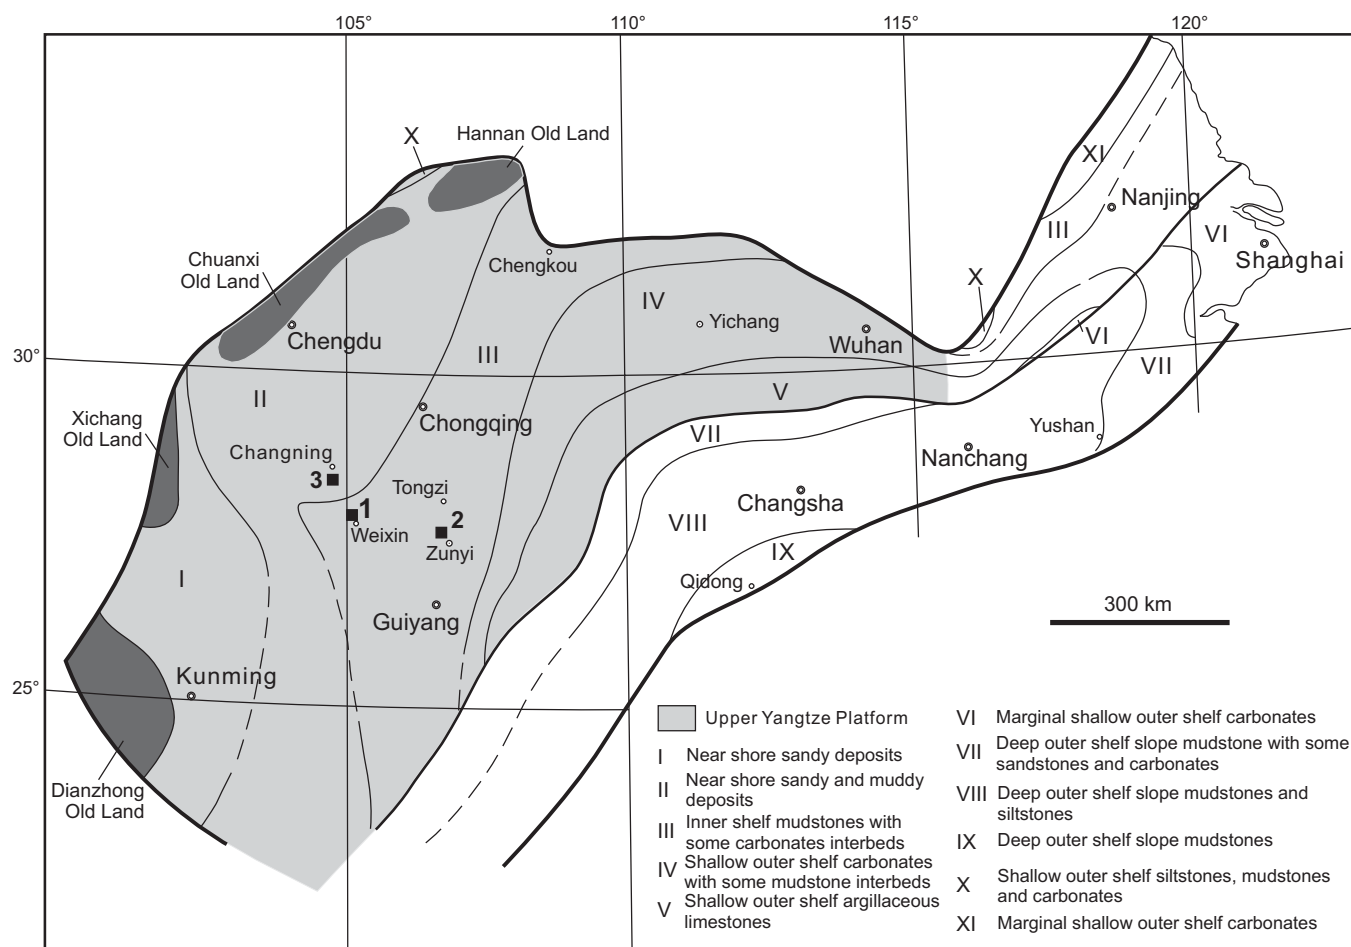 105°
110°
115°
120°
X
Hannan Old Land
XI
Nanjing
III
VI
Shanghai
Chuanxi
Old Land
Chengkou
IV
X
Yichang
Wuhan
VI
Chengdu
III
30°
VII
II
V
Xichang
Old Land
Chongqing
VII
Yushan
Changning
Nanchang
3
Tongzi
1
2
Changsha
Weixin
VIII
Zunyi
IX
I
Qidong
300 km
Guiyang
Kunming
25°
Dianzhong
Old Land
Upper Yangtze Platform
I Near shore sandy deposits
II Near shore sandy and muddy
deposits
III Inner shelf mudstones with
some carbonates interbeds
IV Shallow outer shelf carbonates
with some mudstone interbeds
V Shallow outer shelf argillaceous
limestones
VI Marginal shallow outer shelf carbonates
VII Deep outer shelf slope mudstone with some
sandstones and carbonates
VIII Deep outer shelf slope mudstones and
siltstones
IX Deep outer shelf slope mudstones
X Shallow outer shelf siltstones, mudstones
and carbonates
XI Marginal shallow outer shelf carbonates